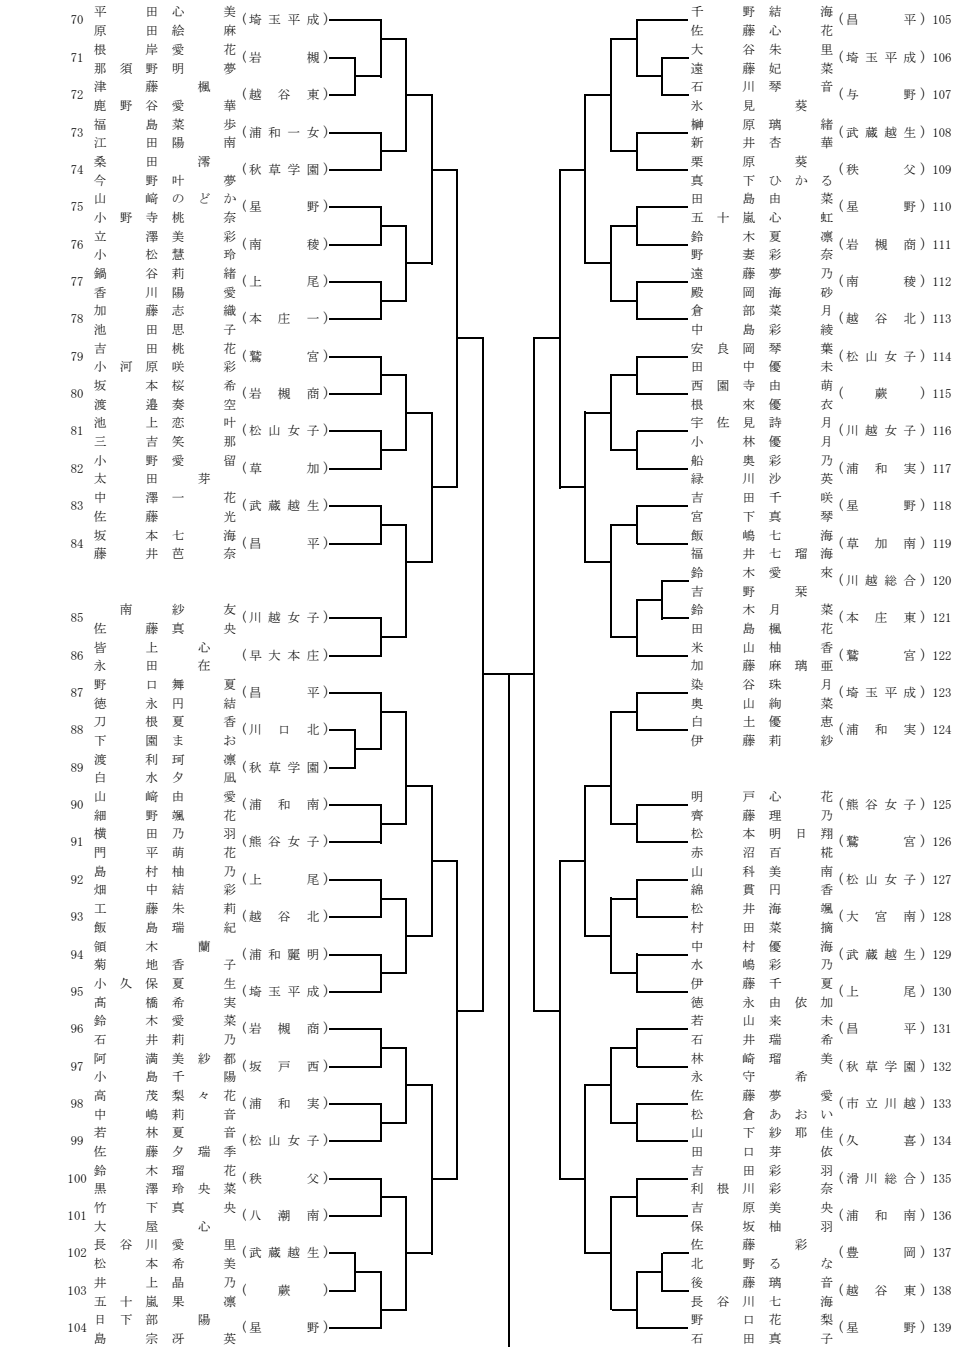 平田心美
70 (埼玉平成)
原田絵麻
根岸愛花
71 (岩槻)
那須野明夢
津藤楓
72 (越谷東)
鹿野谷愛華
福島菜歩
73 (浦和一女)
江田陽南
桑田澪
74 (秋草学園)
今野叶夢
山﨑のどか
75 (星野)
小野寺桃奈
立澤美彩
76 (南稜)
小松慧玲
鍋谷莉緒
77 (上尾)
香川陽愛
加藤志織
78 (本庄一)
池田思子
吉田桃花
79 (鷲宮)
小河原咲彩
坂本桜希
80 (岩槻商)
渡邉奏空
池上恋叶
81 (松山女子)
三吉笑那
小野愛留
82 (草加)
太田芽
中澤一花
83 (武蔵越生)
佐藤光
坂本七海
84 (昌平)
藤井芭奈
南紗友
85 (川越女子)
佐藤真央
皆上心
86 (早大本庄)
永田在
野口舞夏
87 (昌平)
徳永円結
刀根夏香
88 (川口北)
下園まお
渡利珂凛
89 (秋草学園)
白水夕凪
山﨑由愛
90 (浦和南)
細野颯花
横田乃羽
91 (熊谷女子)
門平萌花
島村柚乃
92 (上尾)
畑中結彩
工藤朱莉
93 (越谷北)
飯島瑞紀
領木蘭
94 (浦和麗明)
菊地香子
小久保夏生
95 (埼玉平成)
髙橋希実
鈴木愛菜
96 (岩槻商)
石井莉乃
阿満美紗都
97 (坂戸西)
小島千陽
高茂梨々花
98 (浦和実)
中嶋莉音
若林夏音
99 (松山女子)
佐藤夕瑞季
鈴木瑠花
100 (秩父)
黒澤玲央菜
竹下真央
101 (八潮南)
大屋心
長谷川愛里
102 (武蔵越生)
松本希美
井上晶乃
103 (蕨)
五十嵐果凛
日下部陽
104 (星野)
島宗冴英
千野結海
(昌平) 105
佐藤心花
大谷朱里
(埼玉平成) 106
遠藤妃菜
石川琴音
(与野) 107
氷見葵
榊原璃緒
(武蔵越生) 108
新井杏華
栗原葵
(秩父) 109
真下ひかる
田島由菜
(星野) 110
五十嵐心虹
鈴木夏凛
(岩槻商) 111
野妻彩奈
遠藤夢乃
(南稜) 112
殿岡海砂
倉部菜月
(越谷北) 113
中島彩綾
安良岡琴葉
(松山女子) 114
田中優未
西園寺由萌
(蕨) 115
根來優衣
宇佐見詩月
(川越女子) 116
小林優月
船奥彩乃
(浦和実) 117
緑川沙英
吉田千咲
(星野) 118
宮下真琴
飯嶋七海
(草加南) 119
福井七瑠海
鈴木愛來
(川越総合) 120
吉野栞
鈴木月菜
(本庄東) 121
田島楓花
米山柚香
(鷲宮) 122
加藤麻璃亜
染谷珠月
(埼玉平成) 123
奥山絢菜
白土優恵
(浦和実) 124
伊藤莉紗
明戸心花
(熊谷女子) 125
齊藤理乃
松本明日翔
(鷲宮) 126
赤沼百椛
山科美南
(松山女子) 127
綿貫円香
松井海颯
(大宮南) 128
村田菜摘
中村優海
(武蔵越生) 129
水嶋彩乃
伊藤千夏
(上尾) 130
徳永由依加
若山来未
(昌平) 131
石井瑞希
林崎瑠美
(秋草学園) 132
永守希
佐藤夢愛
(市立川越) 133
松倉あおい
山下紗耶佳
(久喜) 134
田口芽依
吉田彩羽
(滑川総合) 135
利根川彩奈
吉原美央
(浦和南) 136
保坂柚羽
佐藤彩
(豊岡) 137
北野るな
後藤璃音
(越谷東) 138
長谷川七海
野口花梨
(星野) 139
石田真子